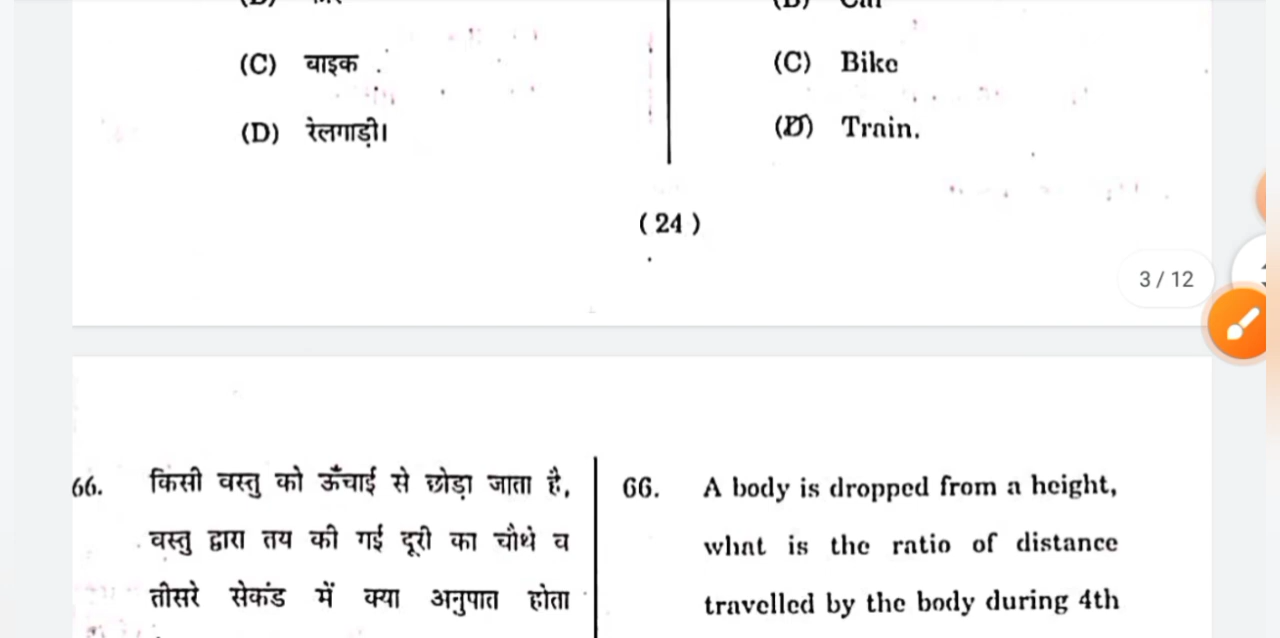 (C) बाइक
(D) रेलगाड़ी।
(C) Bike
(D) Train.
( 24 )
3 / 12
66. किसी वस्तु को ऊँचाई से छोड़ा जाता है,
वस्तु द्वारा तय की गई दूरी का चौथे व
तीसरे सेकंड में क्या अनुपात होता
66. A body is dropped from a height,
what is the ratio of distance
travelled by the body during 4th